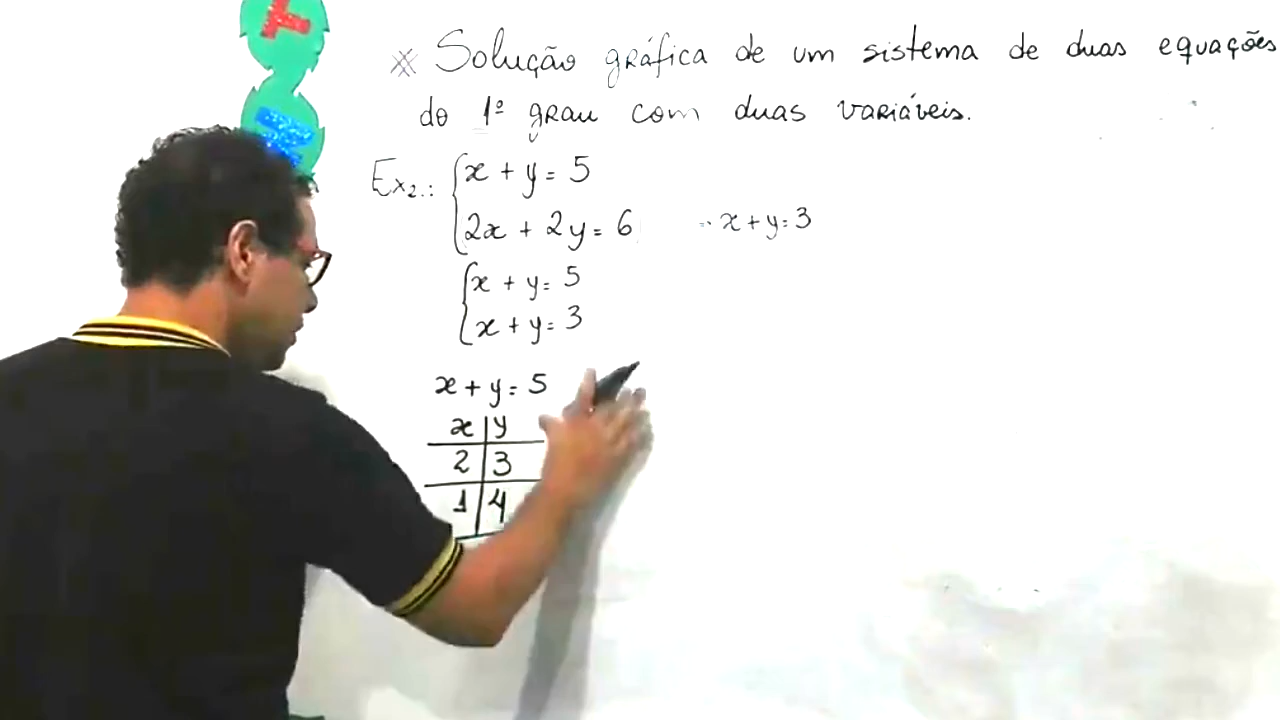 T
M
* Solução gráfica de um sistema de duas equações
do 1º grau com duas variáveis.
Ex2.: { x + y = 5
2x + 2y = 6 x + y = 3
{ x + y = 5
x + y = 3
x + y = 5
x | y
2 | 3
1 | 4